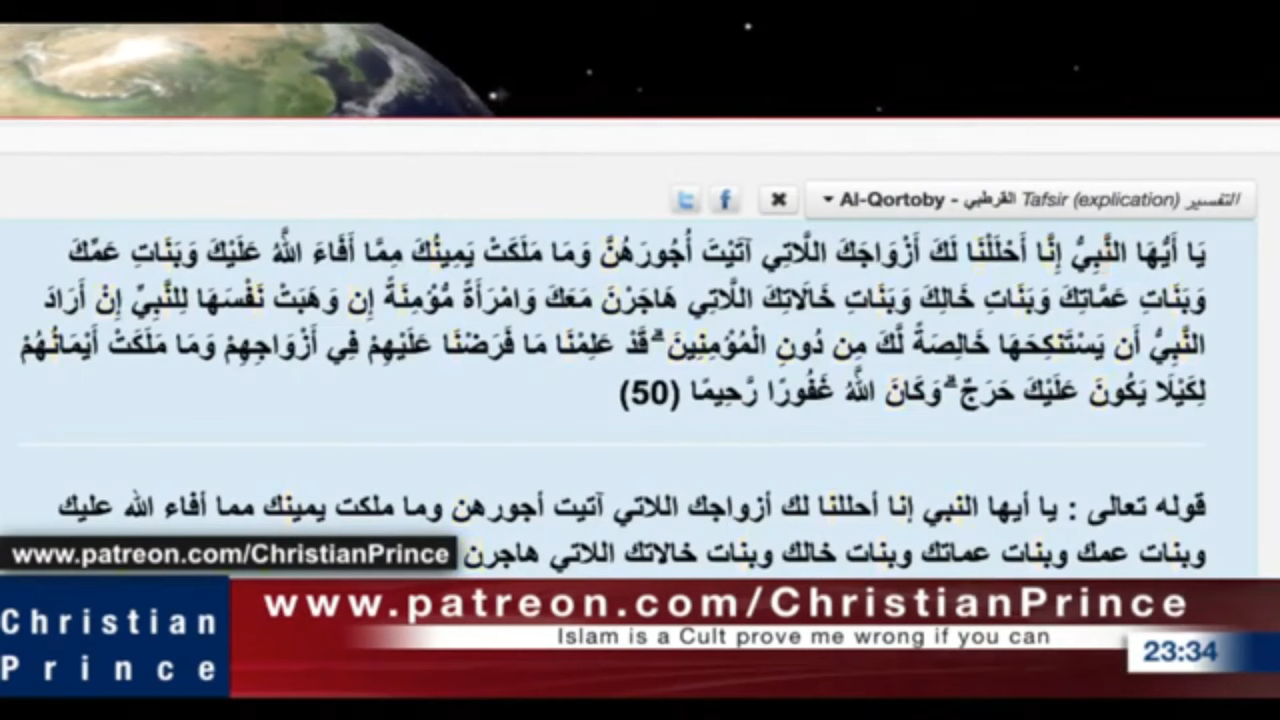 التفسير Tafsir (explication) القرطبي - Al-Qortoby
يَا أَيُّهَا النَّبِيُّ إِنَّا أَحْلَلْنَا لَكَ أَزْوَاجَكَ اللَّاتِي آتَيْتَ أُجُورَهُنَّ وَمَا مَلَكَتْ يَمِينُكَ مِمَّا أَفَاءَ اللَّهُ عَلَيْكَ وَبَنَاتِ عَمِّكَ
وَبَنَاتِ عَمَّاتِكَ وَبَنَاتِ خَالِكَ وَبَنَاتِ خَالَاتِكَ اللَّاتِي هَاجَرْنَ مَعَكَ وَامْرَأَةً مُّؤْمِنَةً إِن وَهَبَتْ نَفْسَهَا لِلنَّبِيِّ إِنْ أَرَادَ
النَّبِيُّ أَن يَسْتَنكِحَهَا خَالِصَةً لَّكَ مِن دُونِ الْمُؤْمِنِينَ ۗ قَدْ عَلِمْنَا مَا فَرَضْنَا عَلَيْهِمْ فِي أَزْوَاجِهِمْ وَمَا مَلَكَتْ أَيْمَانُهُمْ
لِكَيْلَا يَكُونَ عَلَيْكَ حَرَجٌ ۗ وَكَانَ اللَّهُ غَفُورًا رَّحِيمًا (50)
قوله تعالى : يا أيها النبي إنا أحللنا لك أزواجك اللاتي آتيت أجورهن وما ملكت يمينك مما أفاء الله عليك
وبنات عمك وبنات عماتك وبنات خالك وبنات خالاتك اللاتي هاجرن
www.patreon.com/ChristianPrince
www.patreon.com/ChristianPrince
Islam is a Cult prove me wrong if you can
Christian
Prince
23:34